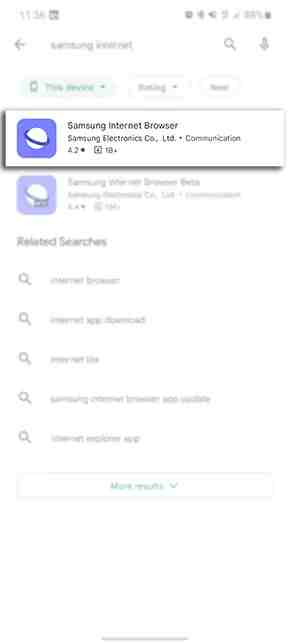 11:36 88%
samsung internet
This device Rating New
Samsung Internet Browser
Samsung Electronics Co., Ltd. • Communication
4.2★ 1B+
Samsung Internet Browser Beta
Samsung Electronics Co., Ltd. • Communication
4.4★
Related Searches
internet browser
internet app download
internet lite
samsung internet browser app update
internet explorer app
More results